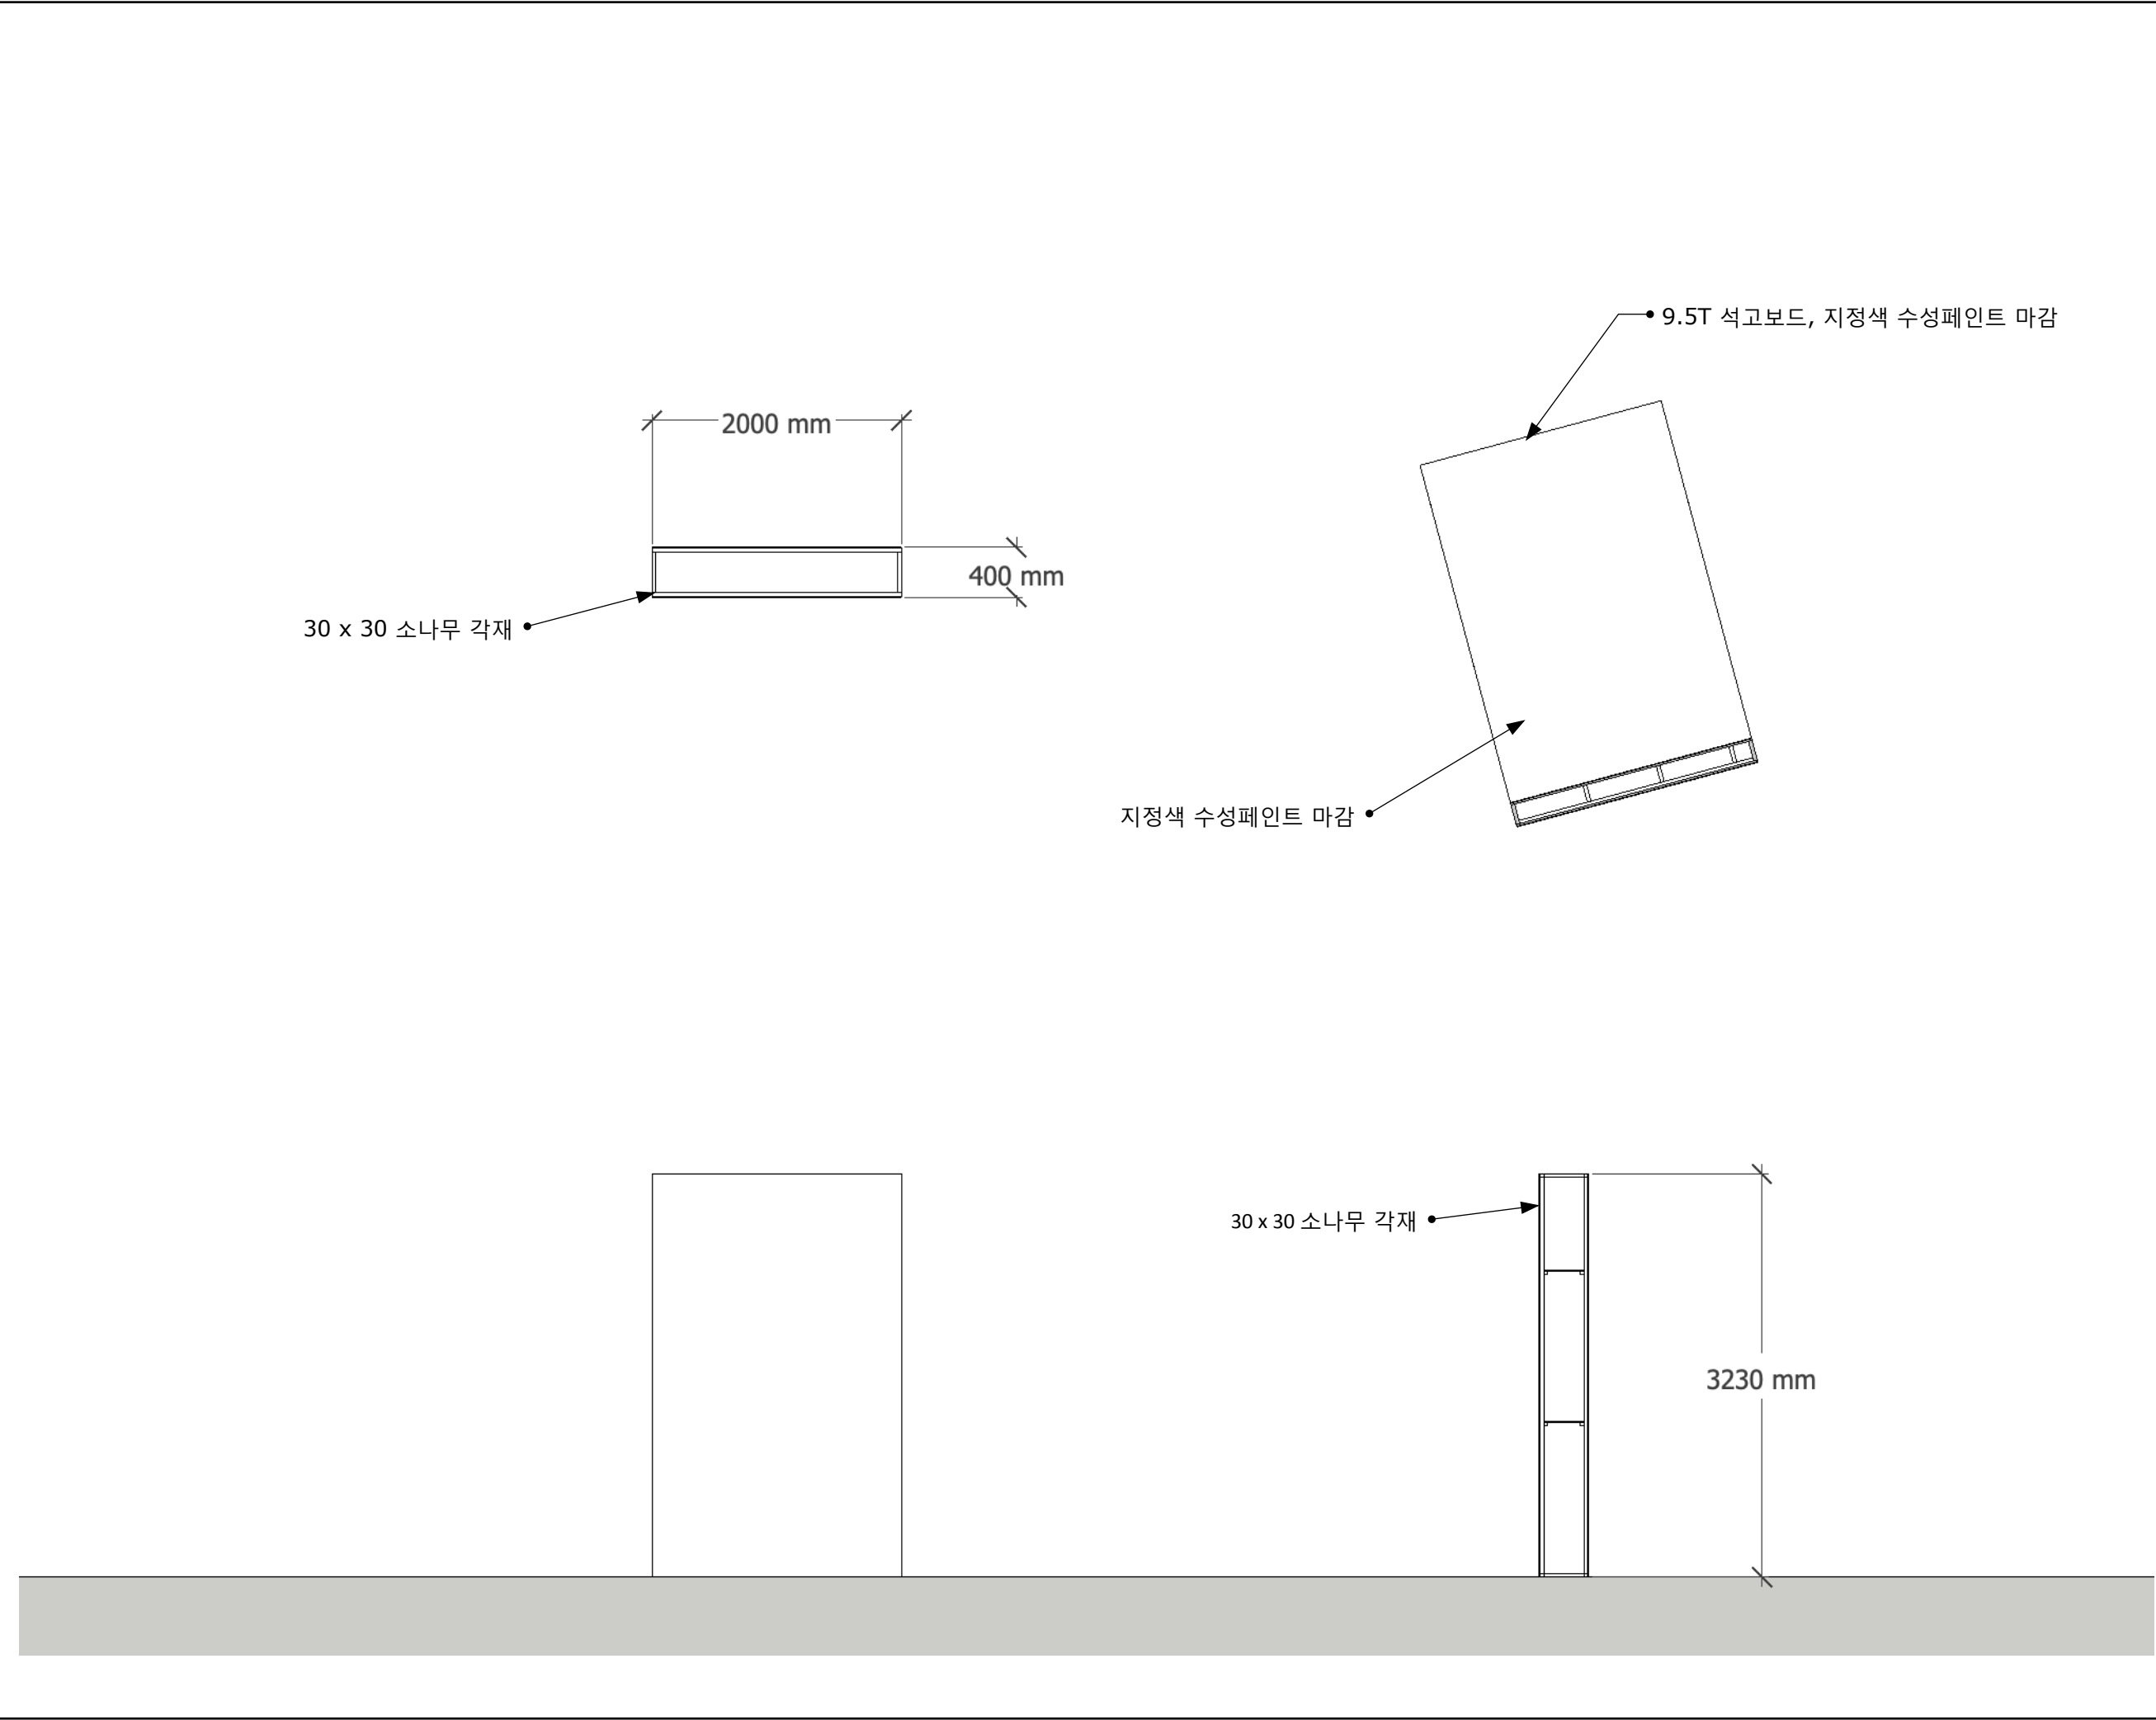 9.5T 석고보드, 지정색 수성페인트 마감
2000 mm
400 mm
30 x 30 소나무 각재
지정색 수성페인트 마감
30 x 30 소나무 각재
3230 mm